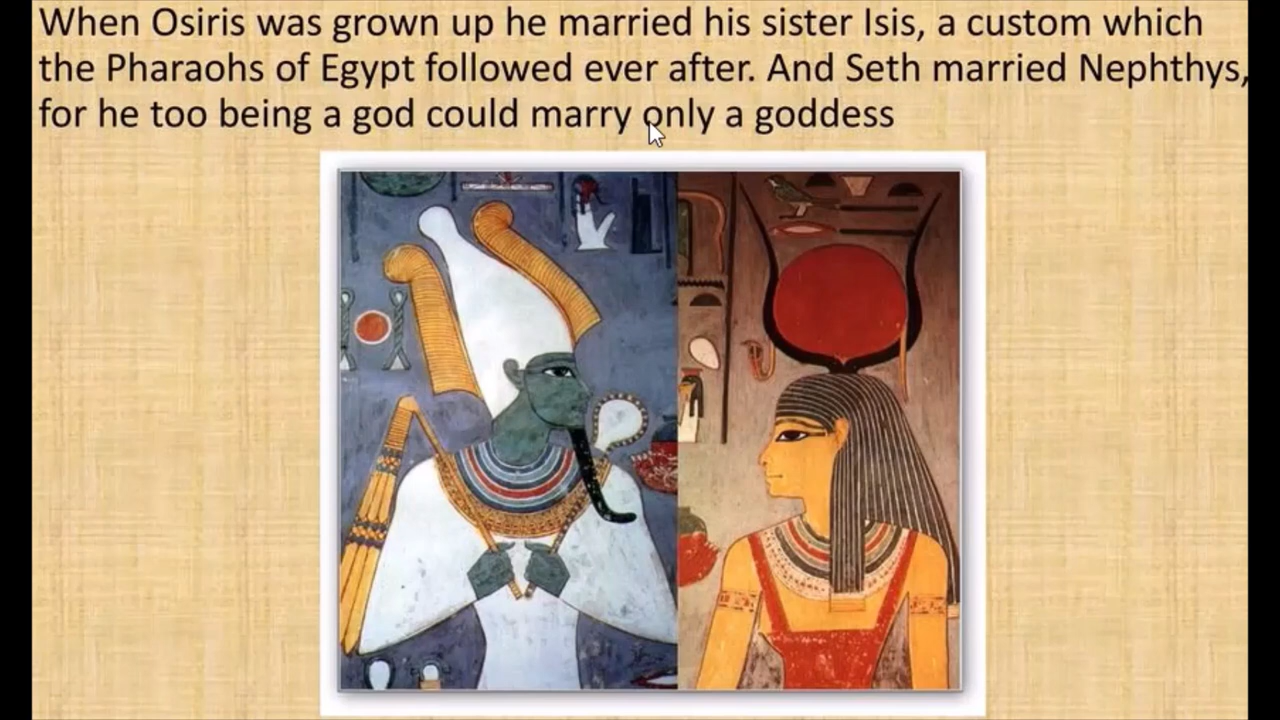 When Osiris was grown up he married his sister Isis, a custom which
the Pharaohs of Egypt followed ever after. And Seth married Nephthys,
for he too being a god could marry only a goddess